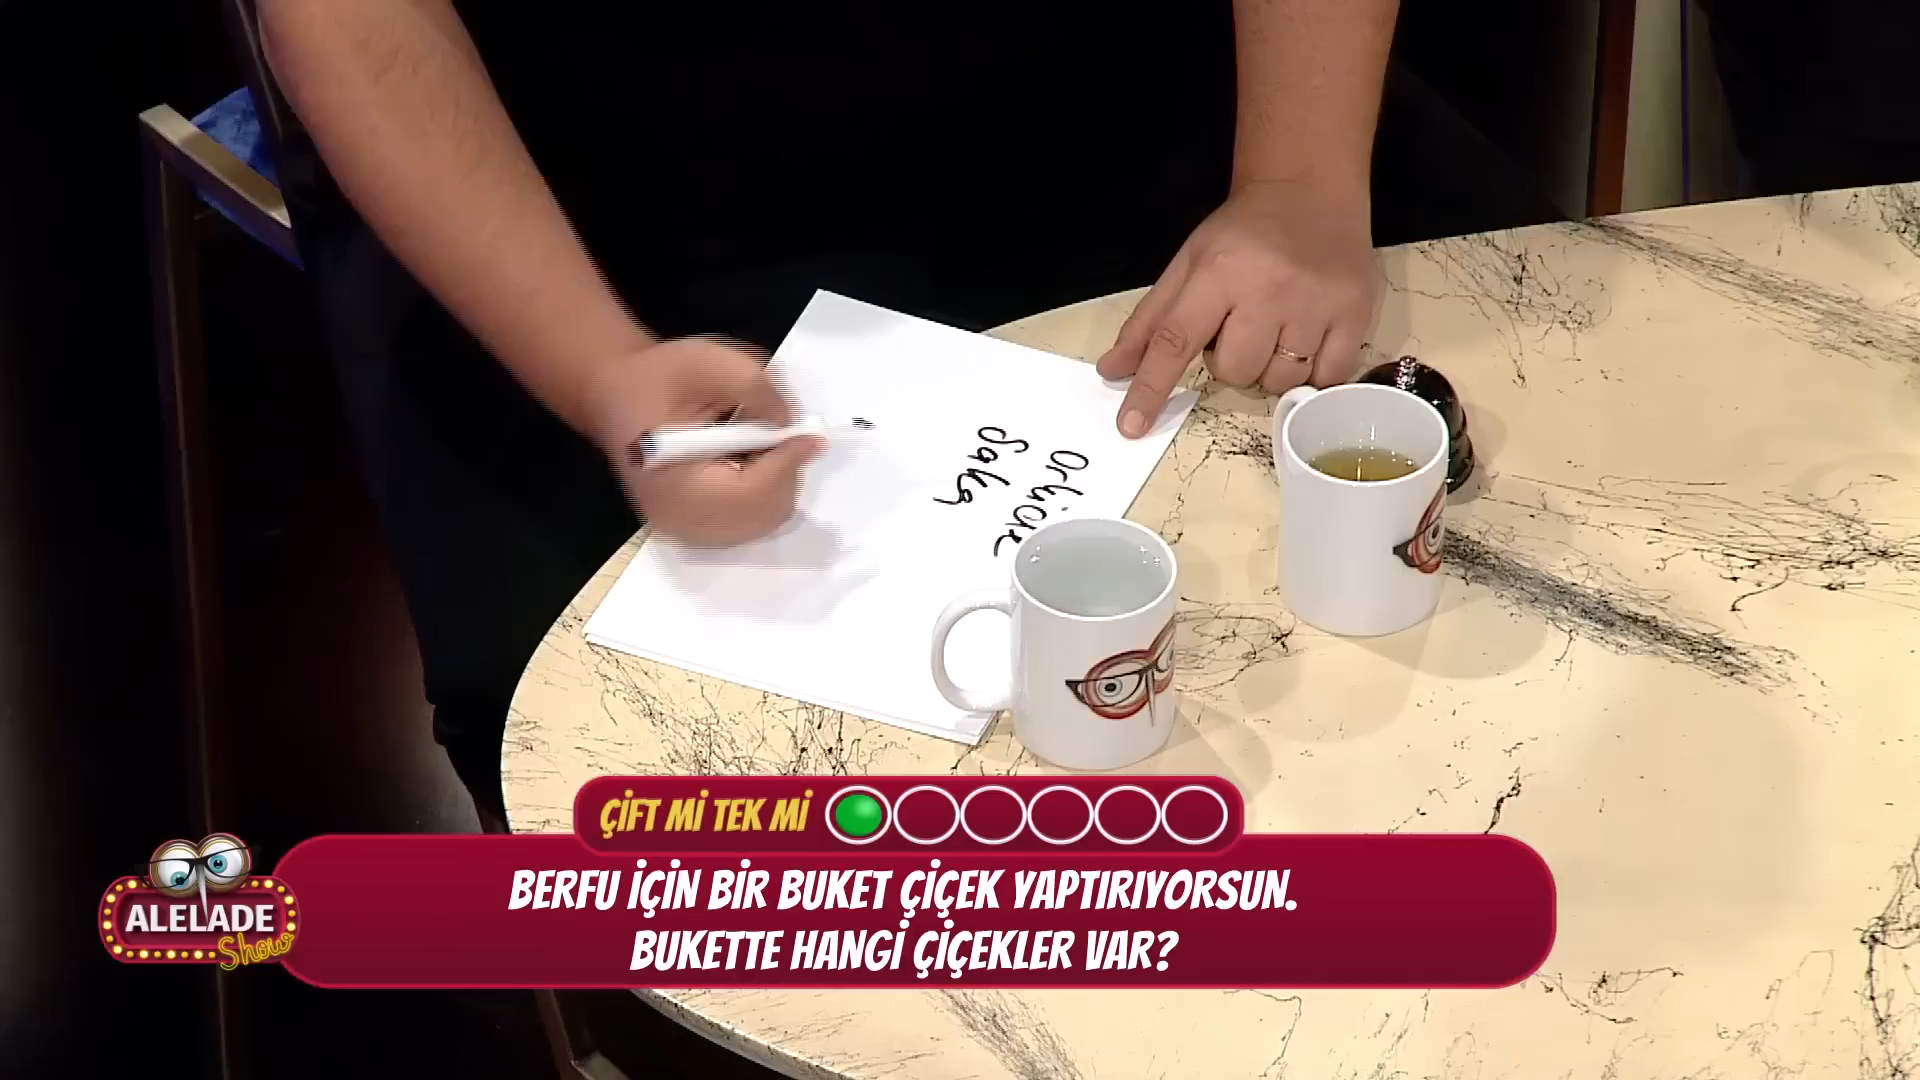 Orkide
Sakaş
ÇİFT Mİ TEK Mİ
BERFU İÇİN BİR BUKET ÇİÇEK YAPTIRIYORSUN.
BUKETTE HANGİ ÇİÇEKLER VAR?
ALELADE
Show